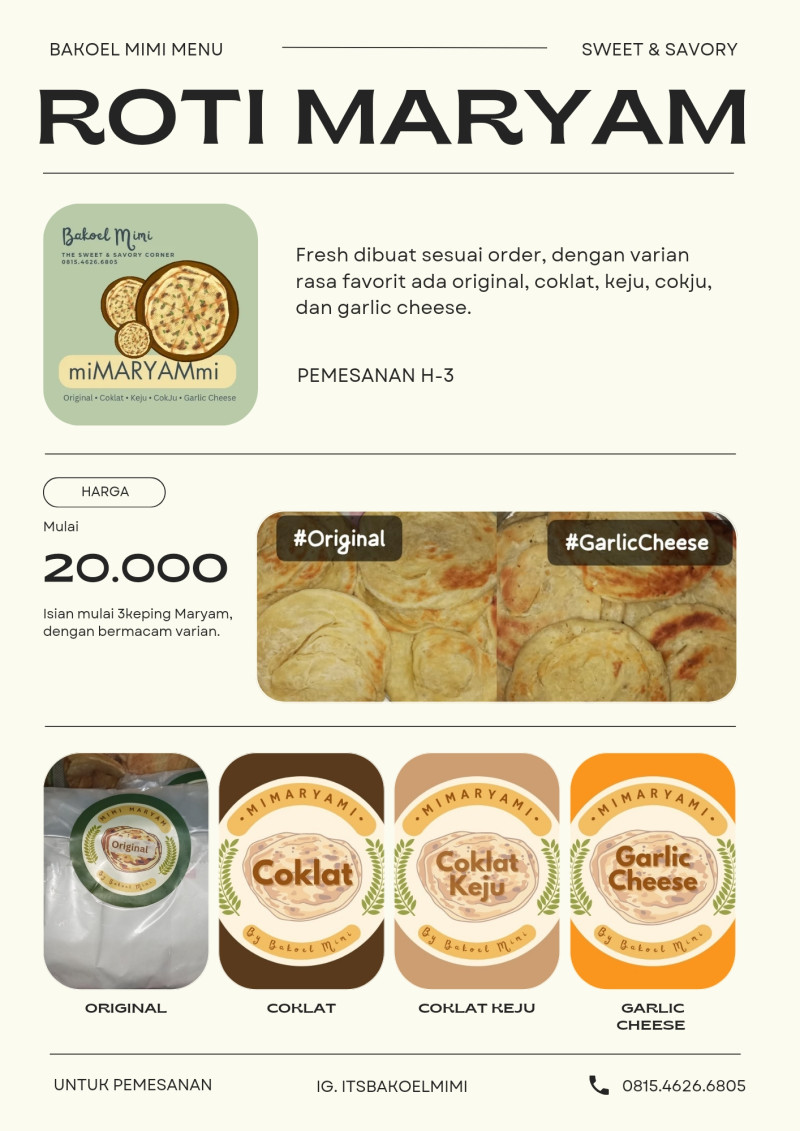 BAKOEL MIMI MENU
SWEET & SAVORY
ROTI MARYAM
Bakoel Mimi
THE SWEET & SAVORY CORNER
0815.4626.6805
miMARYAMmi
Original • Coklat • Keju • CokJu • Garlic Cheese
Fresh dibuat sesuai order, dengan varian
rasa favorit ada original, coklat, keju, cokju,
dan garlic cheese.
PEMESANAN H-3
HARGA
Mulai
20.000
Isian mulai 3keping Maryam,
dengan bermacam varian.
#Original
#GarlicCheese
MIMI MARYAM
Original
By Bakoel Mimi
• MIMARYAMI •
Coklat
By Bakoel Mimi
• MIMARYAMI •
Coklat
Keju
By Bakoel Mimi
• MIMARYAMI •
Garlic
Cheese
By Bakoel Mimi
ORIGINAL
COKLAT
COKLAT KEJU
GARLIC
CHEESE
UNTUK PEMESANAN
IG. ITSBAKOELMIMI
0815.4626.6805